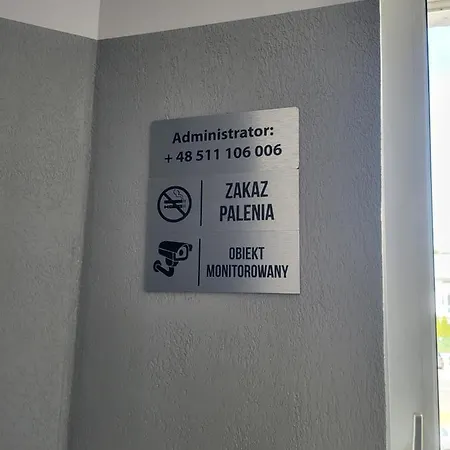 Administrator:
+ 48 511 106 006
ZAKAZ
PALENIA
OBIEKT
MONITOROWANY